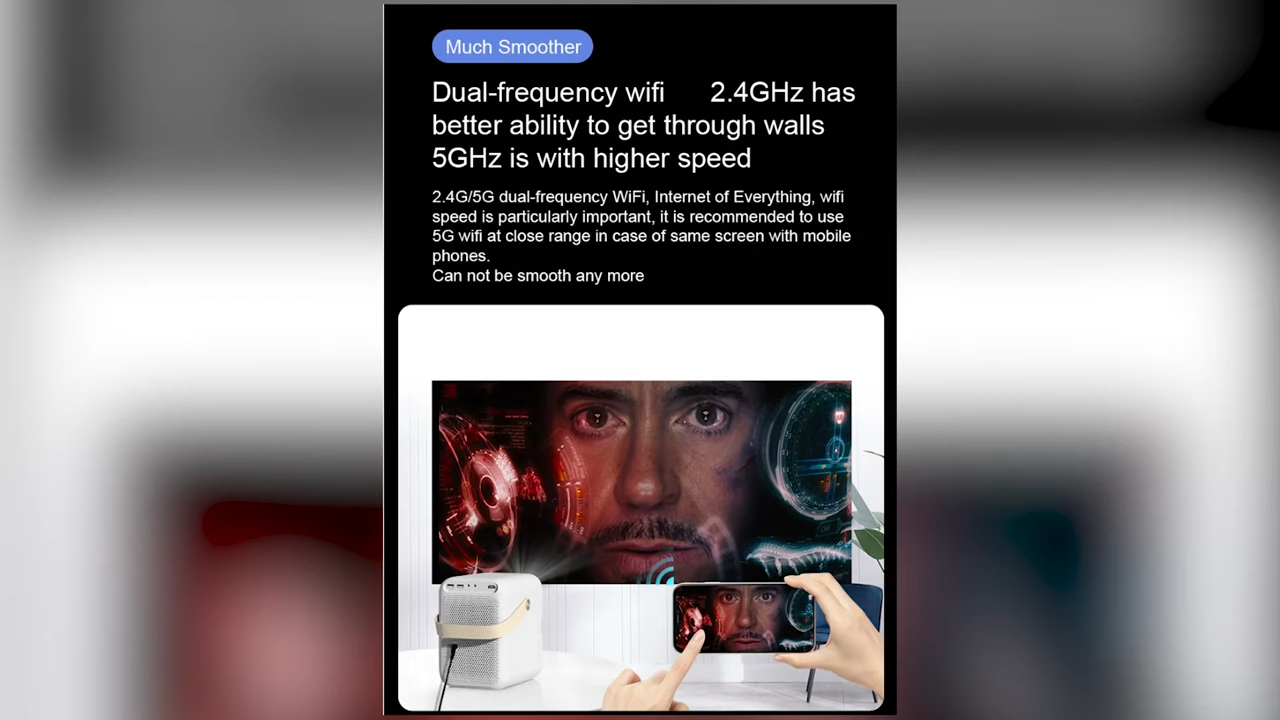 Much Smoother
Dual-frequency wifi 2.4GHz has
better ability to get through walls
5GHz is with higher speed
2.4G/5G dual-frequency WiFi, Internet of Everything, wifi
speed is particularly important, it is recommended to use
5G wifi at close range in case of same screen with mobile
phones.
Can not be smooth any more